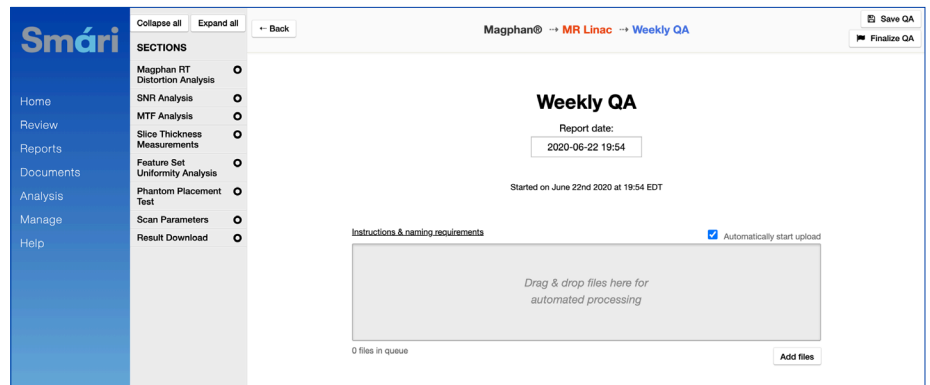 Smári
Home
Review
Reports
Documents
Analysis
Manage
Help
Collapse all
Expand all
SECTIONS
Magphan RT
Distortion Analysis
SNR Analysis
MTF Analysis
Slice Thickness
Measurements
Feature Set
Uniformity Analysis
Phantom Placement
Test
Scan Parameters
Result Download
← Back
Magphan® ⇢ MR Linac ⇢ Weekly QA
Save QA
Finalize QA
Weekly QA
Report date:
2020-06-22 19:54
Started on June 22nd 2020 at 19:54 EDT
Instructions & naming requirements
Automatically start upload
Drag & drop files here for
automated processing
0 files in queue
Add files